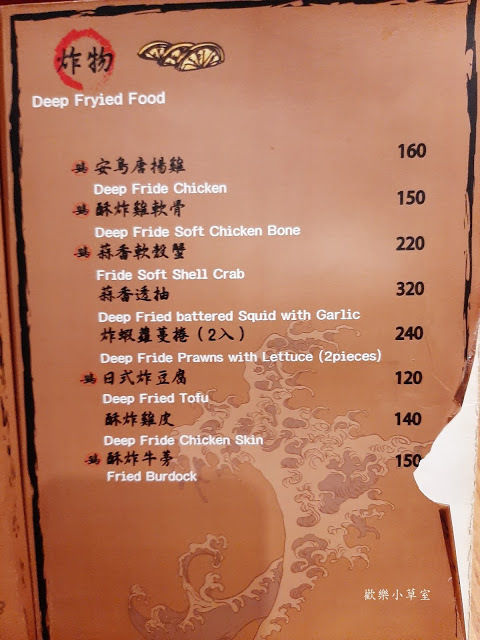 炸物
Deep Fryied Food
安鳥唐揚雞 160
Deep Fride Chicken
酥炸雞軟骨 150
Deep Fride Soft Chicken Bone
蒜香軟殼蟹 220
Fride Soft Shell Crab
蒜香透抽 320
Deep Fried battered Squid with Garlic
炸蝦蘿蔓捲（2入） 240
Deep Fride Prawns with Lettuce (2pieces)
日式炸豆腐 120
Deep Fried Tofu
酥炸雞皮 140
Deep Fride Chicken Skin
酥炸牛蒡 150
Fried Burdock
歡樂小草室